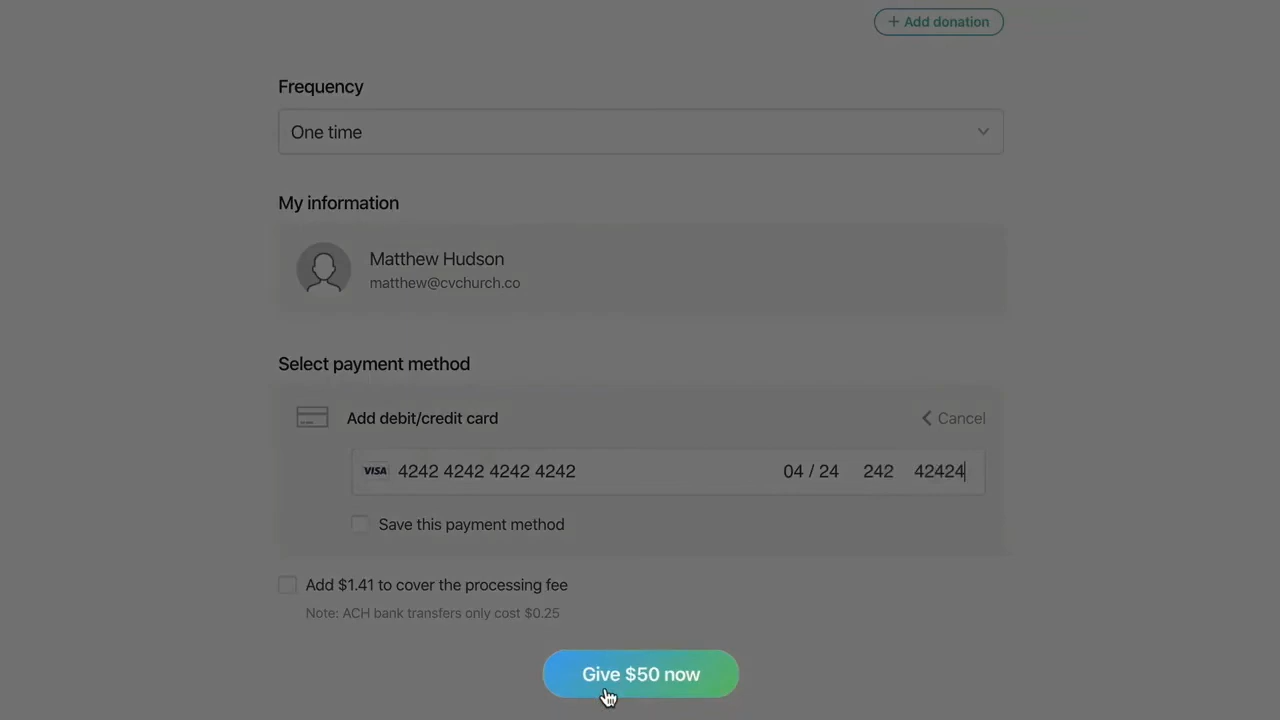 + Add donation
Frequency
One time
My information
Matthew Hudson
matthew@cvchurch.co
Select payment method
Add debit/credit card
Cancel
VISA 4242 4242 4242 4242 04 / 24 242 42424
Save this payment method
Add $1.41 to cover the processing fee
Note: ACH bank transfers only cost $0.25
Give $50 now